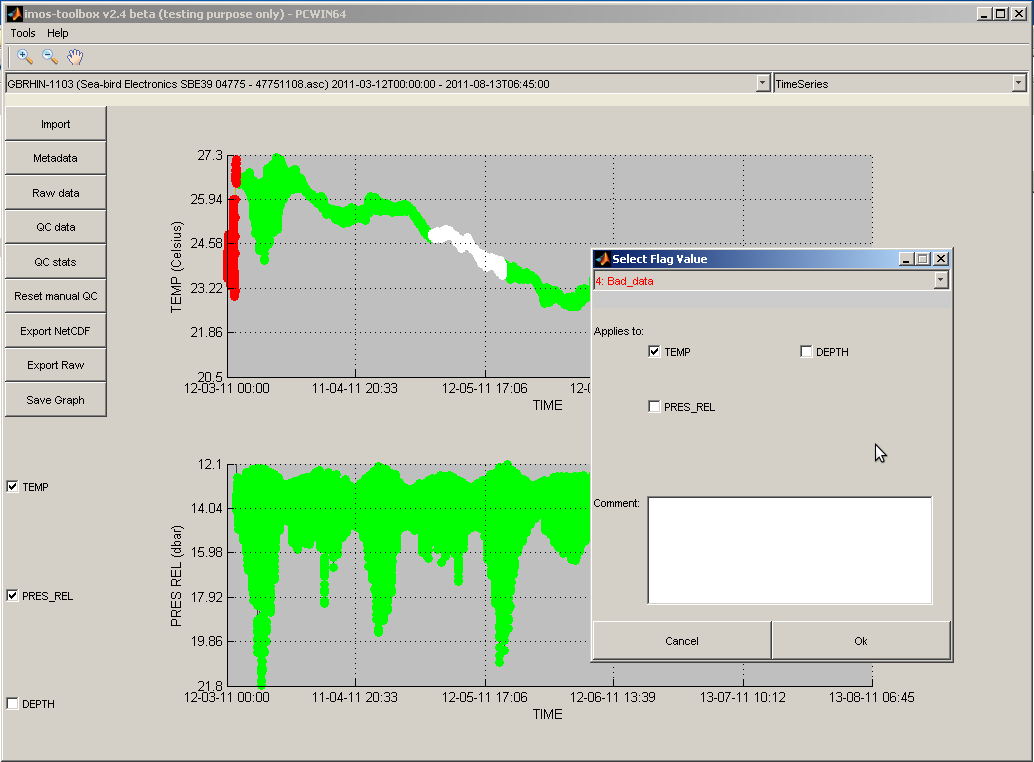 imos-toolbox v2.4 beta (testing purpose only) - PCWIN64
Tools Help
GBRHIN-1103 (Sea-bird Electronics SBE39 04775 - 47751108.asc) 2011-03-12T00:00:00 - 2011-08-13T06:45:00
TimeSeries
Import
Metadata
Raw data
QC data
QC stats
Reset manual QC
Export NetCDF
Export Raw
Save Graph
TEMP
PRES_REL
DEPTH
TEMP (Celsius)
27.3
25.94
24.58
23.22
21.86
20.5
12-03-11 00:00 11-04-11 20:33 12-05-11 17:06 12-0
TIME
PRES REL (dbar)
12.1
14.04
15.98
17.92
19.86
21.8
12-03-11 00:00 11-04-11 20:33 12-05-11 17:06 12-06-11 13:39 13-07-11 10:12 13-08-11 06:45
TIME
Select Flag Value
4: Bad_data
Applies to:
TEMP DEPTH
PRES_REL
Comment:
Cancel Ok